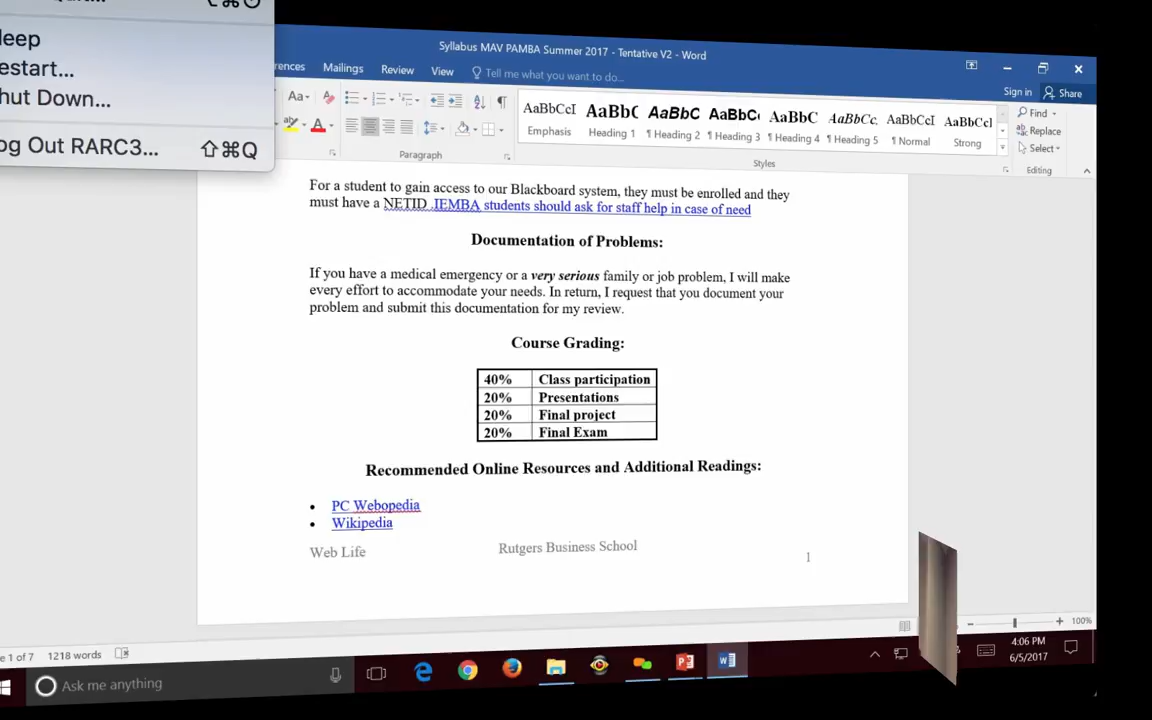 Syllabus MAV PAMBA Summer 2017 - Tentative V2 - Word
Mailings Review View Tell me what you want to do...
Sign in Share
Restart...
Shut Down...
Log Out RARC3... ⇧⌘Q
Aa
AaBbCcI AaBbC AaBbC AaBbC AaBbC AaBbCc. AaBbCcI AaBbCcI
Emphasis Heading 1 ¶ Heading 2 ¶ Heading 3 ¶ Heading 4 ¶ Heading 5 ¶ Normal Strong
Find
Replace
Select
Paragraph Styles Editing
For a student to gain access to our Blackboard system, they must be enrolled and they
must have a NETID .IEMBA students should ask for staff help in case of need
Documentation of Problems:
If you have a medical emergency or a very serious family or job problem, I will make
every effort to accommodate your needs. In return, I request that you document your
problem and submit this documentation for my review.
Course Grading:
40% Class participation
20% Presentations
20% Final project
20% Final Exam
Recommended Online Resources and Additional Readings:
• PC Webopedia
• Wikipedia
Web Life Rutgers Business School 1
1 of 7 1218 words 100%
Ask me anything
4:06 PM
6/5/2017